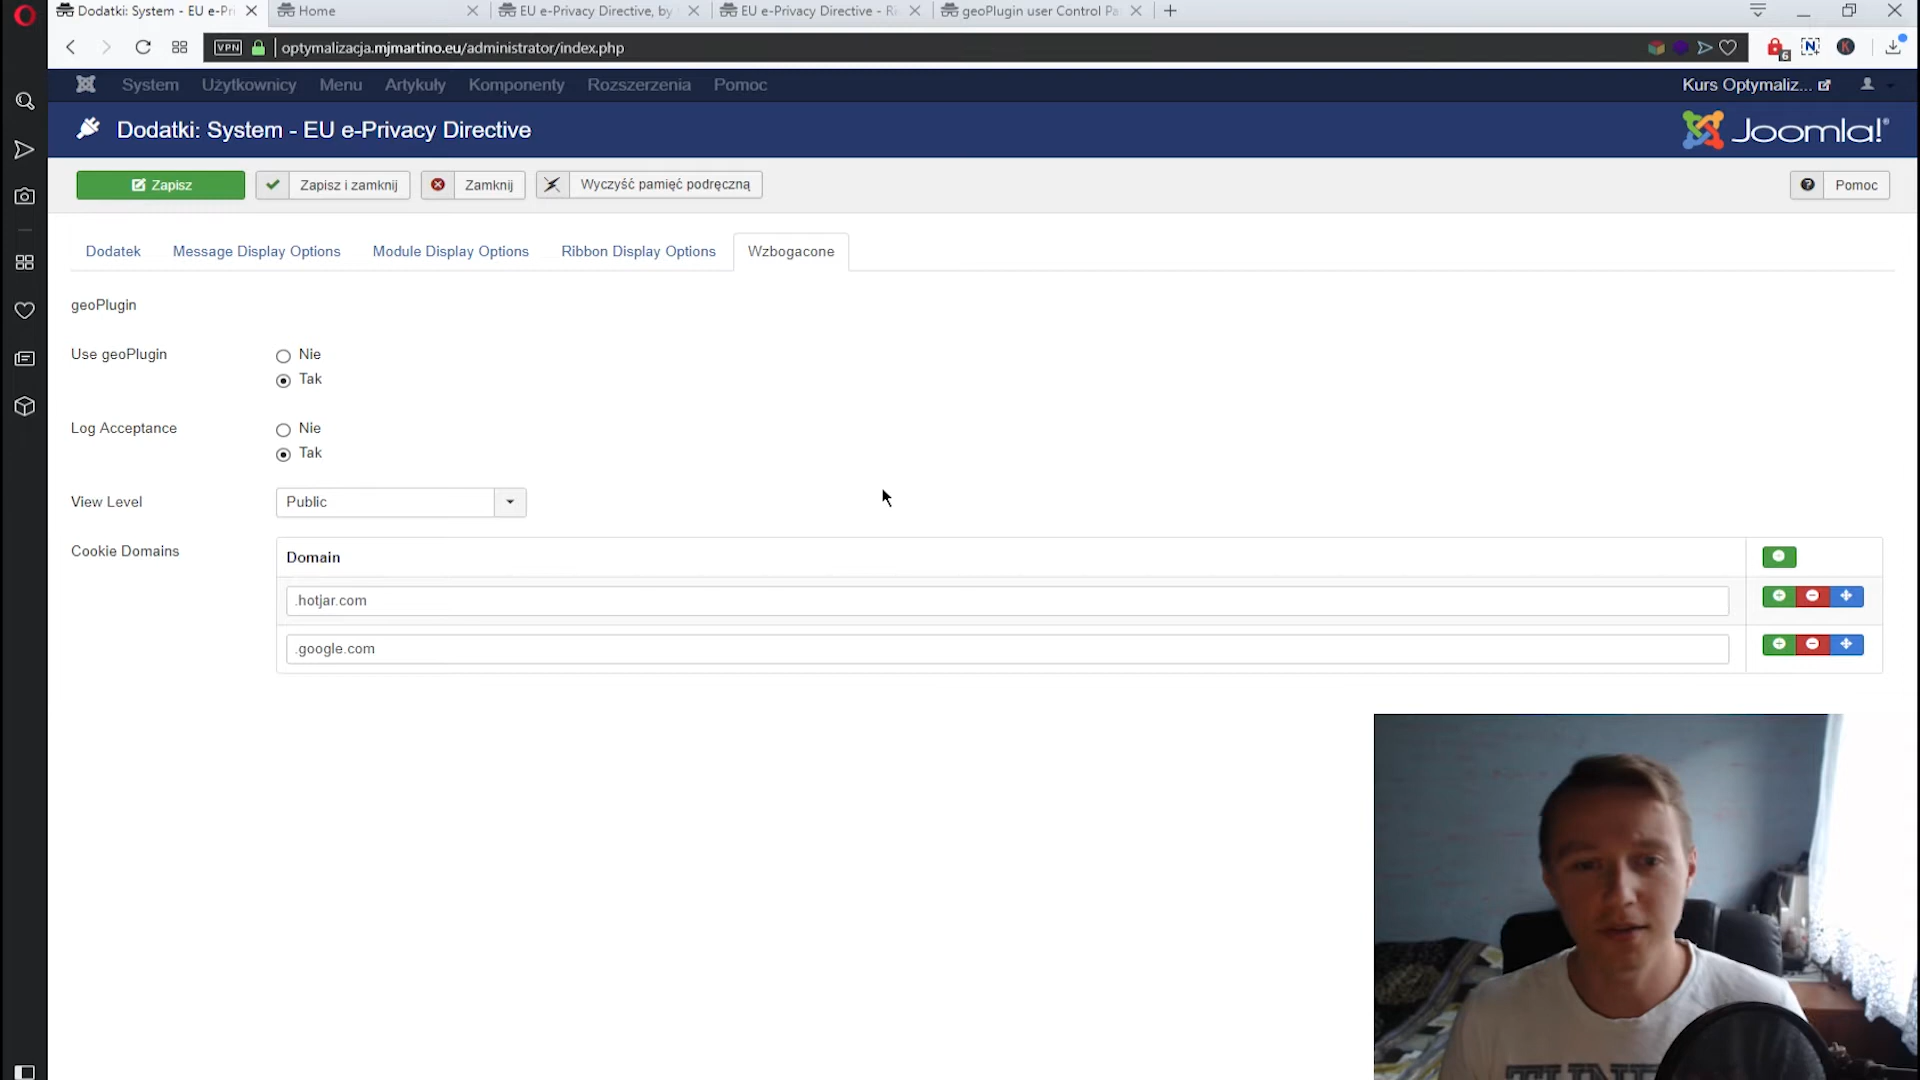 Dodatki: System - EU e-Pri
Home
EU e-Privacy Directive, by
EU e-Privacy Directive - Ri
geoPlugin user Control Pa
VPN
optymalizacja.mjmartino.eu/administrator/index.php
6
N
K
System Użytkownicy Menu Artykuły Komponenty Rozszerzenia Pomoc
Kurs Optymaliz...
Dodatki: System - EU e-Privacy Directive
Joomla!®
Zapisz
Zapisz i zamknij
Zamknij
Wyczyść pamięć podręczną
Pomoc
Dodatek
Message Display Options
Module Display Options
Ribbon Display Options
Wzbogacone
geoPlugin
Use geoPlugin
Nie
Tak
Log Acceptance
Nie
Tak
View Level
Public
Cookie Domains
Domain
.hotjar.com
.google.com